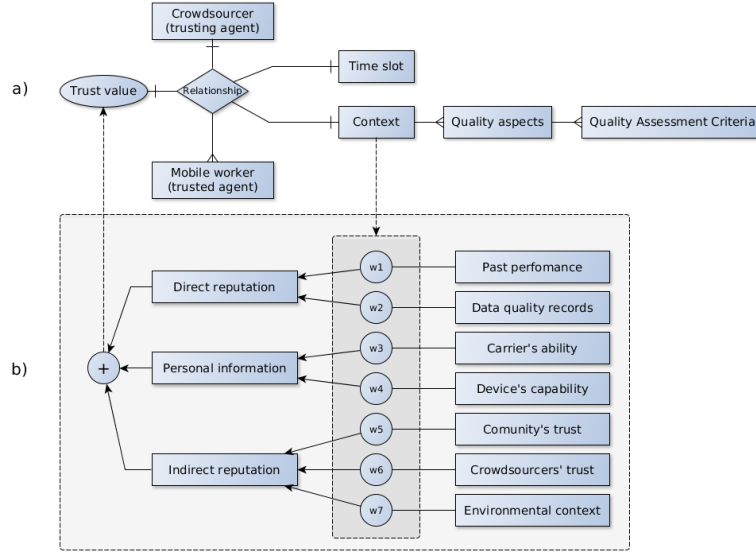 Crowdsourcer
(trusting agent)
Time slot
a)
Trust value
Relationship
Context
Quality aspects
Quality Assessment Criteria
Mobile worker
(trusted agent)
w1
Past perfomance
Direct reputation
w2
Data quality records
w3
Carrier's ability
b)
+
Personal information
w4
Device's capability
w5
Comunity's trust
Indirect reputation
w6
Crowdsourcers' trust
w7
Environmental context